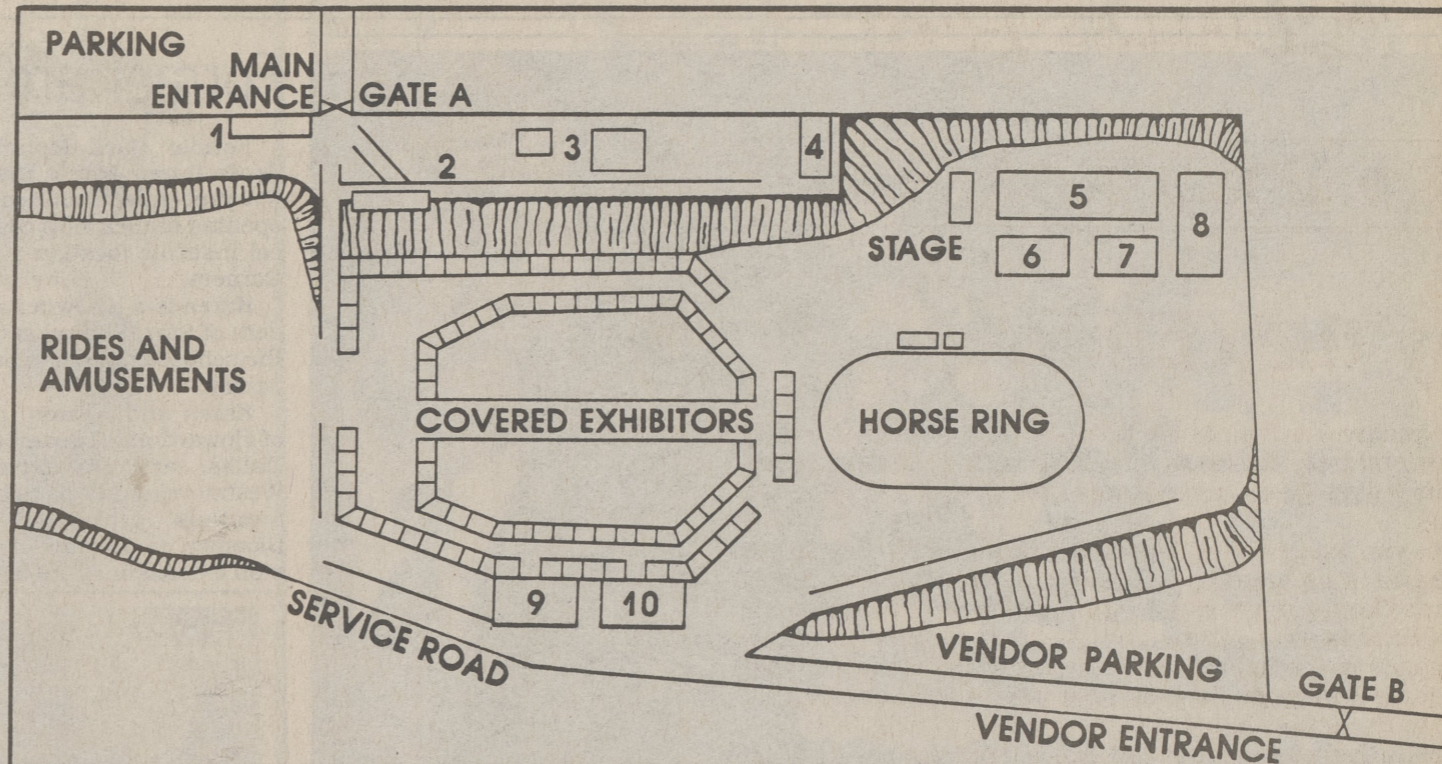 PARKING
MAIN
ENTRANCE
GATE A
1
2
3
4
5
6
7
8
STAGE
RIDES AND
AMUSEMENTS
COVERED EXHIBITORS
HORSE RING
9
10
SERVICE ROAD
VENDOR PARKING
GATE B
VENDOR ENTRANCE